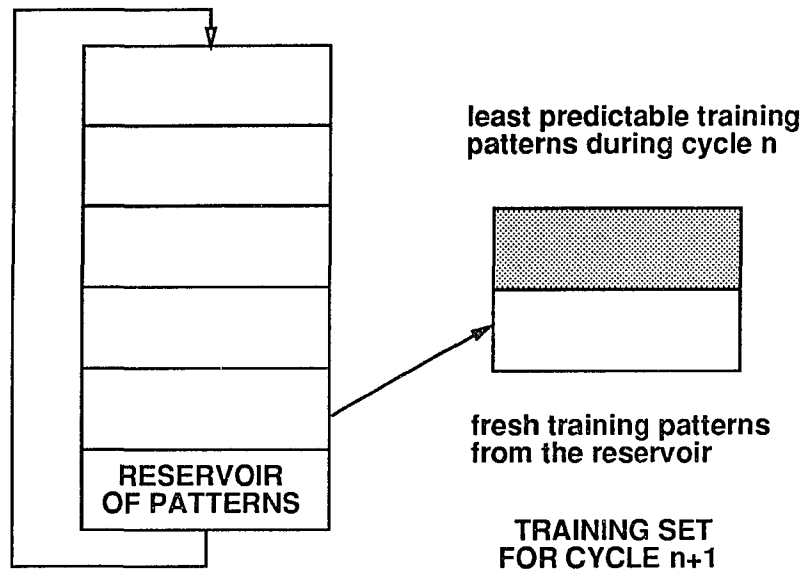 least predictable training
patterns during cycle n
RESERVOIR
OF PATTERNS
fresh training patterns
from the reservoir
TRAINING SET
FOR CYCLE n+1